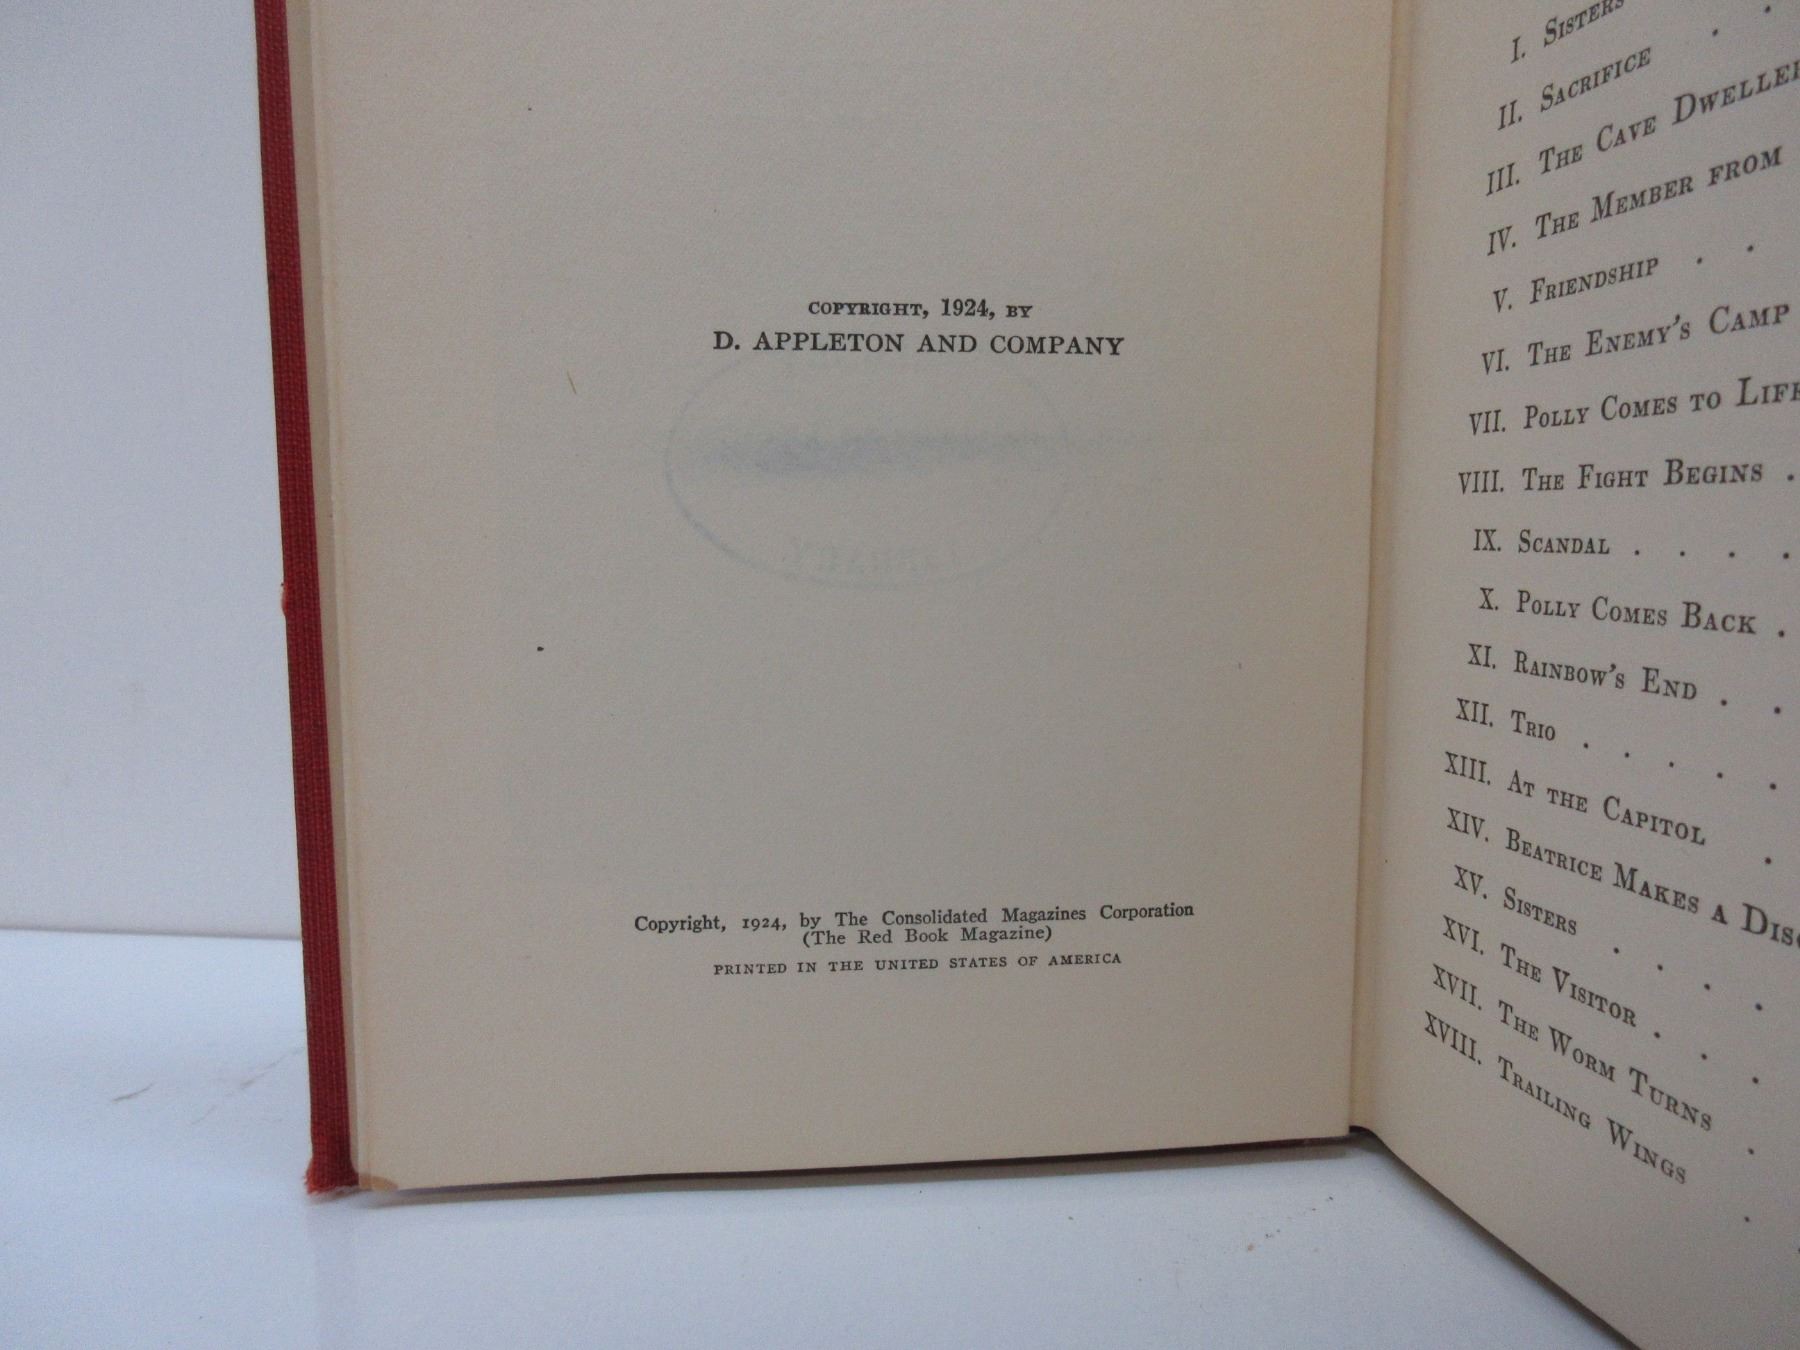 COPYRIGHT, 1924, BY
D. APPLETON AND COMPANY
Copyright, 1924, by The Consolidated Magazines Corporation
(The Red Book Magazine)
PRINTED IN THE UNITED STATES OF AMERICA
I. SISTERS
II. SACRIFICE . .
III. THE CAVE
IV. THE MEMBER FROM
V. FRIENDSHIP . .
VI. THE ENEMY'S CAMP
VII. POLLY COMES TO
VIII. THE FIGHT BEGINS .
IX. SCANDAL . . . .
X. POLLY COMES BACK .
XI. RAINBOW'S END . .
XII. TRIO . . . . .
XIII. AT THE CAPITOL .
XIV. BEATRICE MAKES A
XV. SISTERS . . . .
XVI. THE VISITOR . . .
XVII. THE WORM TURNS .
XVIII. TRAILING WINGS .